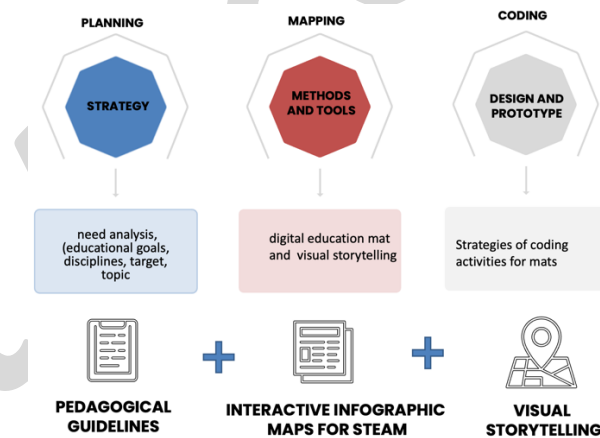 PLANNING
STRATEGY
need analysis,
(educational goals,
disciplines, target,
topic
PEDAGOGICAL
GUIDELINES
MAPPING
METHODS
AND TOOLS
digital education mat
and visual storytelling
INTERACTIVE INFOGRAPHIC
MAPS FOR STEAM
CODING
DESIGN AND
PROTOTYPE
Strategies of coding
activities for mats
VISUAL
STORYTELLING